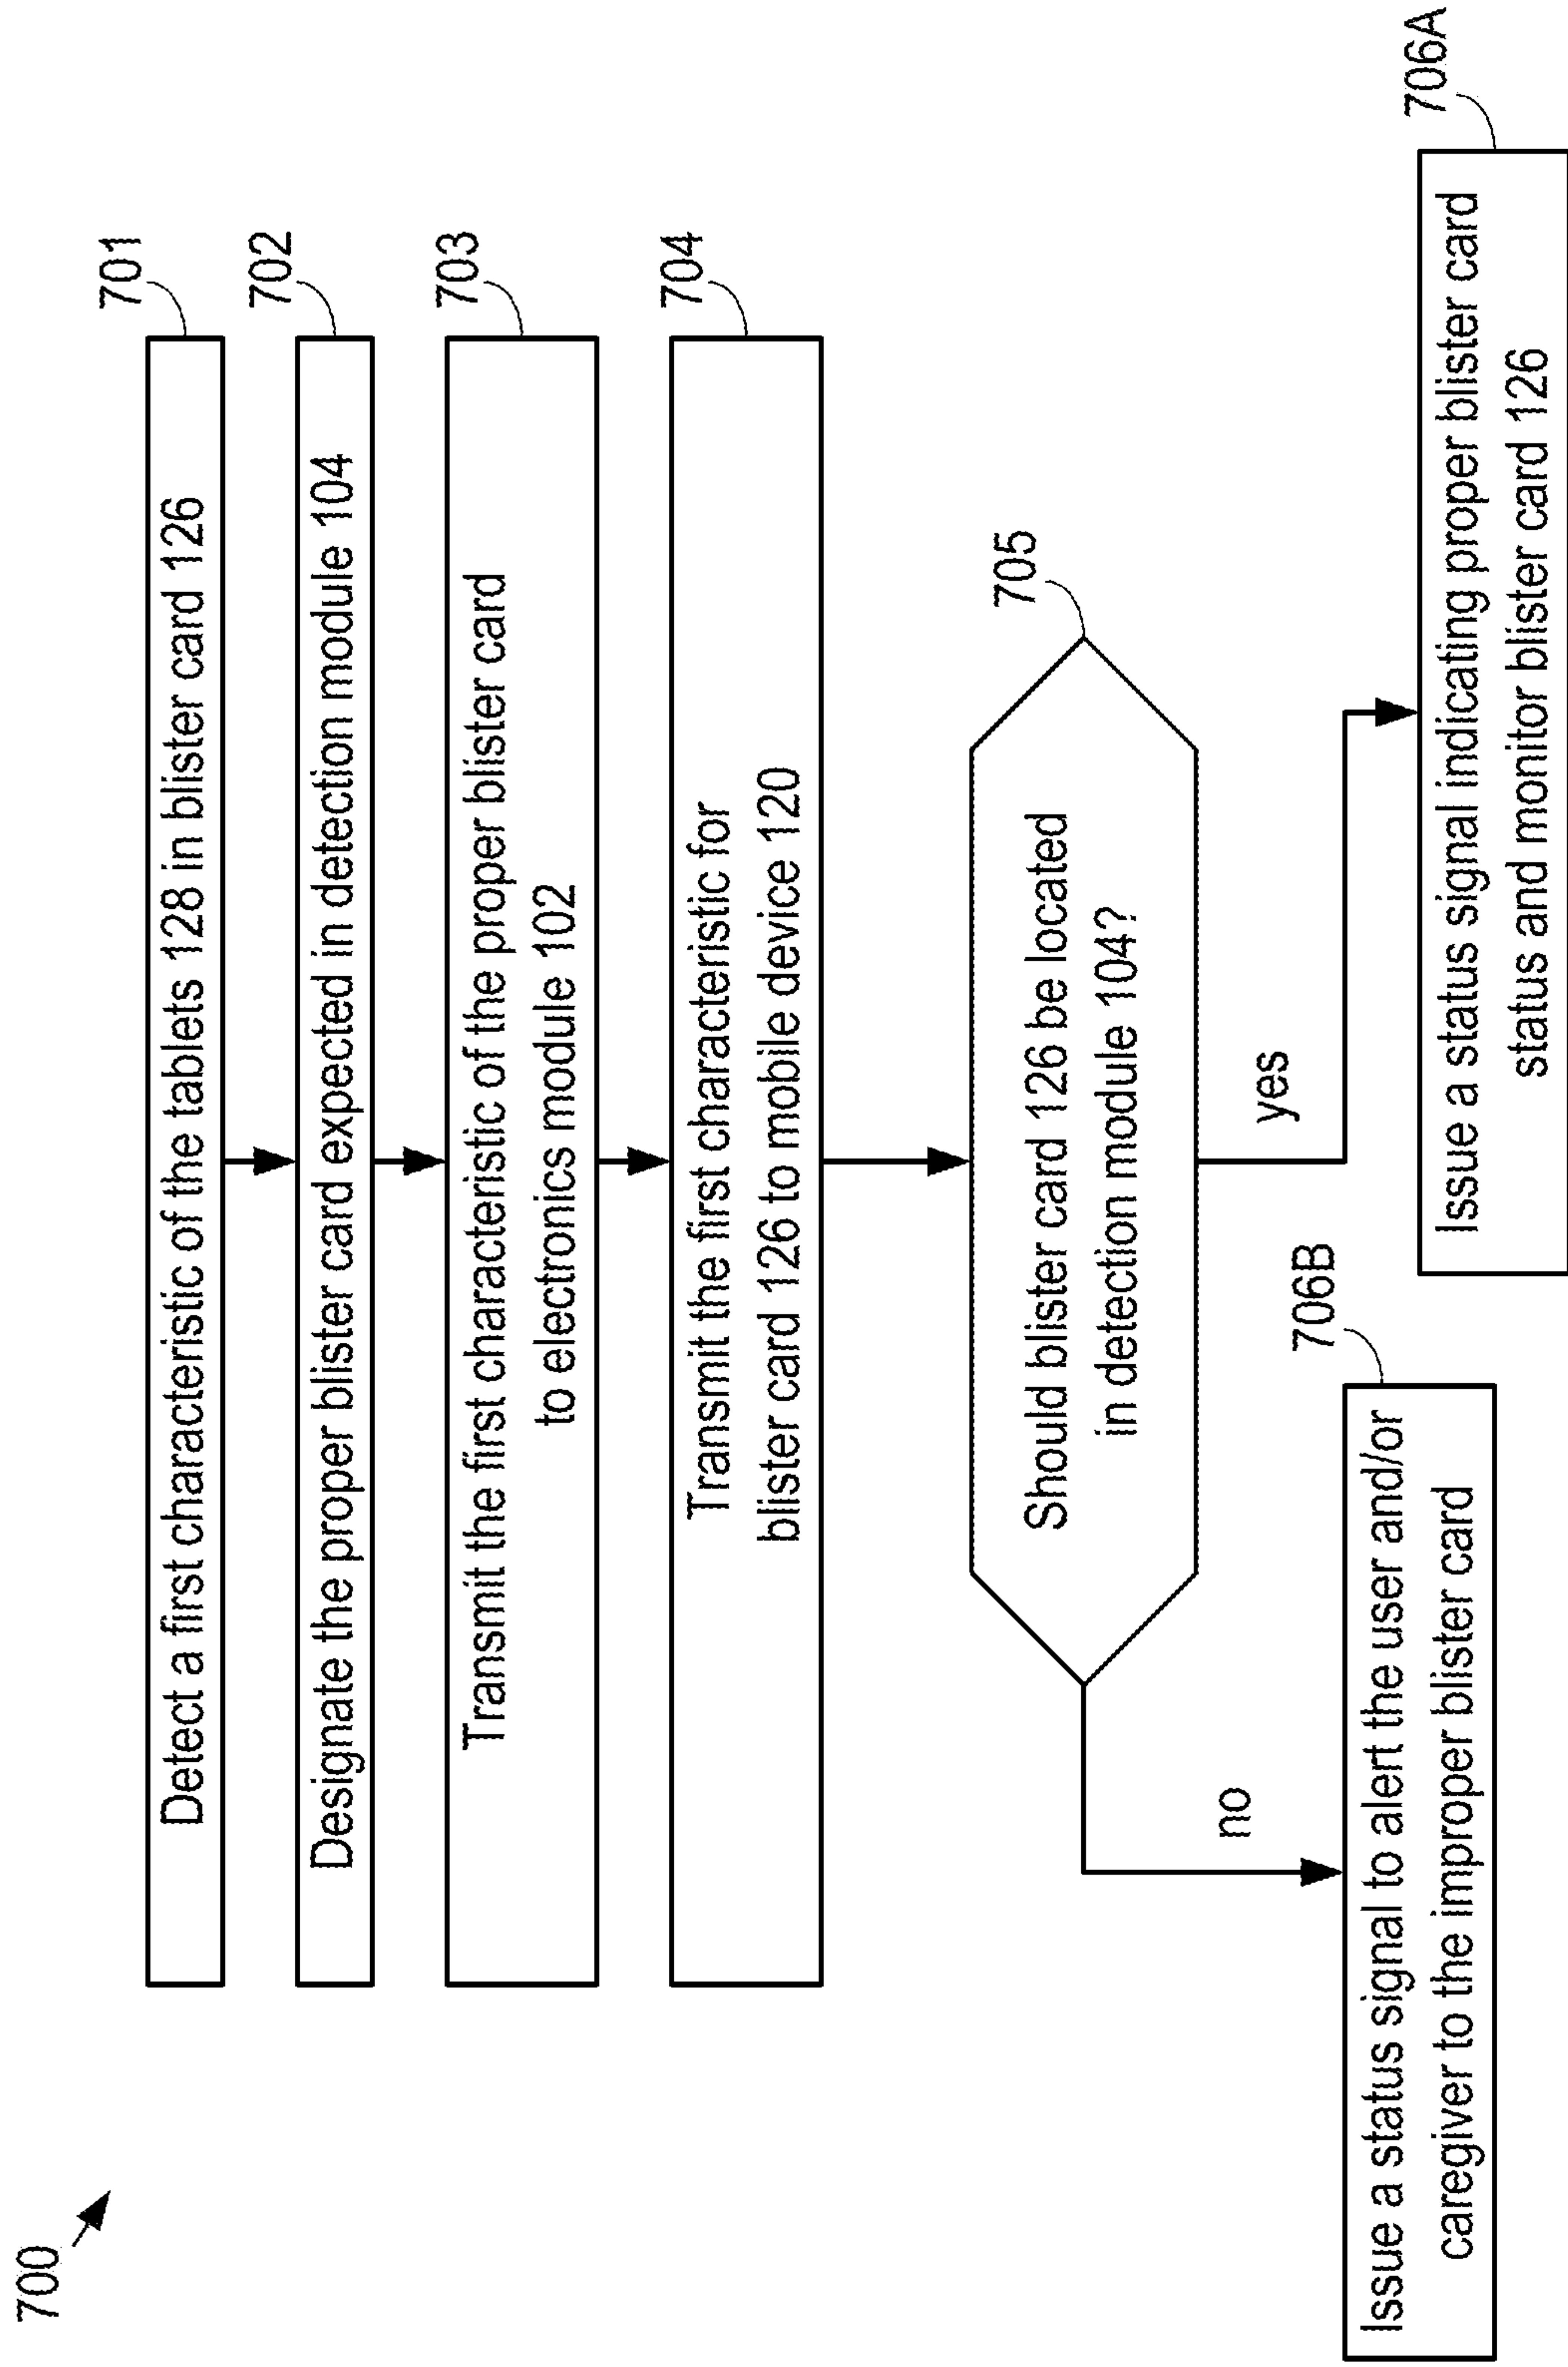 700
701
Detect a first characteristic of the tablets 128 in blister card 126
702
Designate the proper blister card expected in detection module 104
703
Transmit the first characteristic of the proper blister card
to electronics module 102
704
Transmit the first characteristic for
blister card 126 to mobile device 120
705
Should blister card 126 be located
in detection module 104?
no
yes
706B
Issue a status signal to alert the user and/or
caregiver to the improper blister card
706A
Issue a status signal indicating proper blister card
status and monitor blister card 126